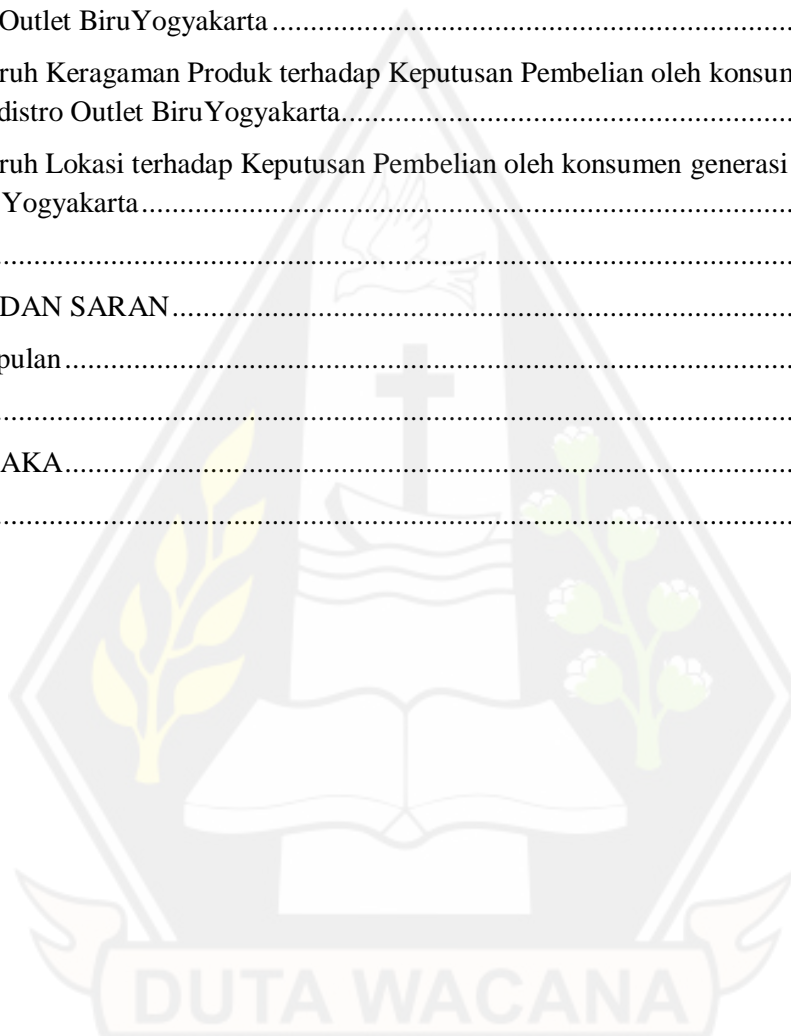 Outlet BiruYogyakarta........................................................................................
ruh Keragaman Produk terhadap Keputusan Pembelian oleh konsum
distro Outlet BiruYogyakarta............................................................................
ruh Lokasi terhadap Keputusan Pembelian oleh konsumen generasi
Yogyakarta........................................................................................................
........................................................................................................................
DAN SARAN.....................................................................................................
pulan.................................................................................................................
........................................................................................................................
AKA.................................................................................................................
........................................................................................................................
DUTA WACANA